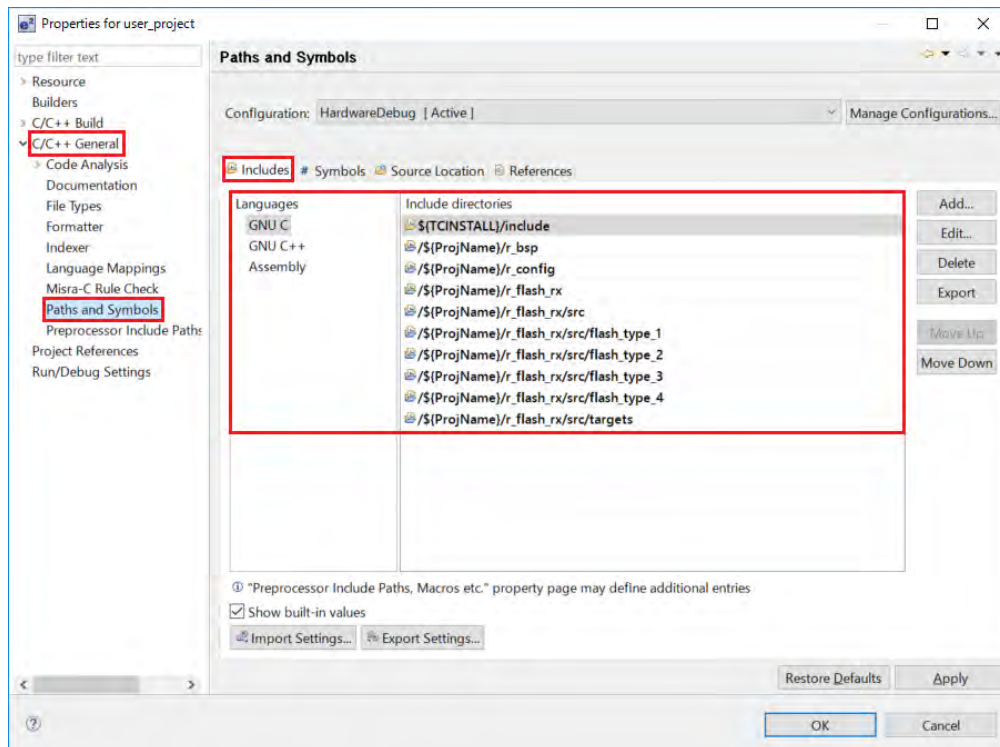 e² Properties for user_project
type filter text
Resource
Builders
C/C++ Build
C/C++ General
Code Analysis
Documentation
File Types
Formatter
Indexer
Language Mappings
Misra-C Rule Check
Paths and Symbols
Preprocessor Include Paths
Project References
Run/Debug Settings
Paths and Symbols
Configuration: HardwareDebug [ Active ]
Manage Configurations...
Includes # Symbols Source Location References
Languages
GNU C
GNU C++
Assembly
Include directories
${TCINSTALL}/include
/${ProjName}/r_bsp
/${ProjName}/r_config
/${ProjName}/r_flash_rx
/${ProjName}/r_flash_rx/src
/${ProjName}/r_flash_rx/src/flash_type_1
/${ProjName}/r_flash_rx/src/flash_type_2
/${ProjName}/r_flash_rx/src/flash_type_3
/${ProjName}/r_flash_rx/src/flash_type_4
/${ProjName}/r_flash_rx/src/targets
Add...
Edit...
Delete
Export
Move Up
Move Down
"Preprocessor Include Paths, Macros etc." property page may define additional entries
Show built-in values
Import Settings... Export Settings...
Restore Defaults Apply
OK Cancel